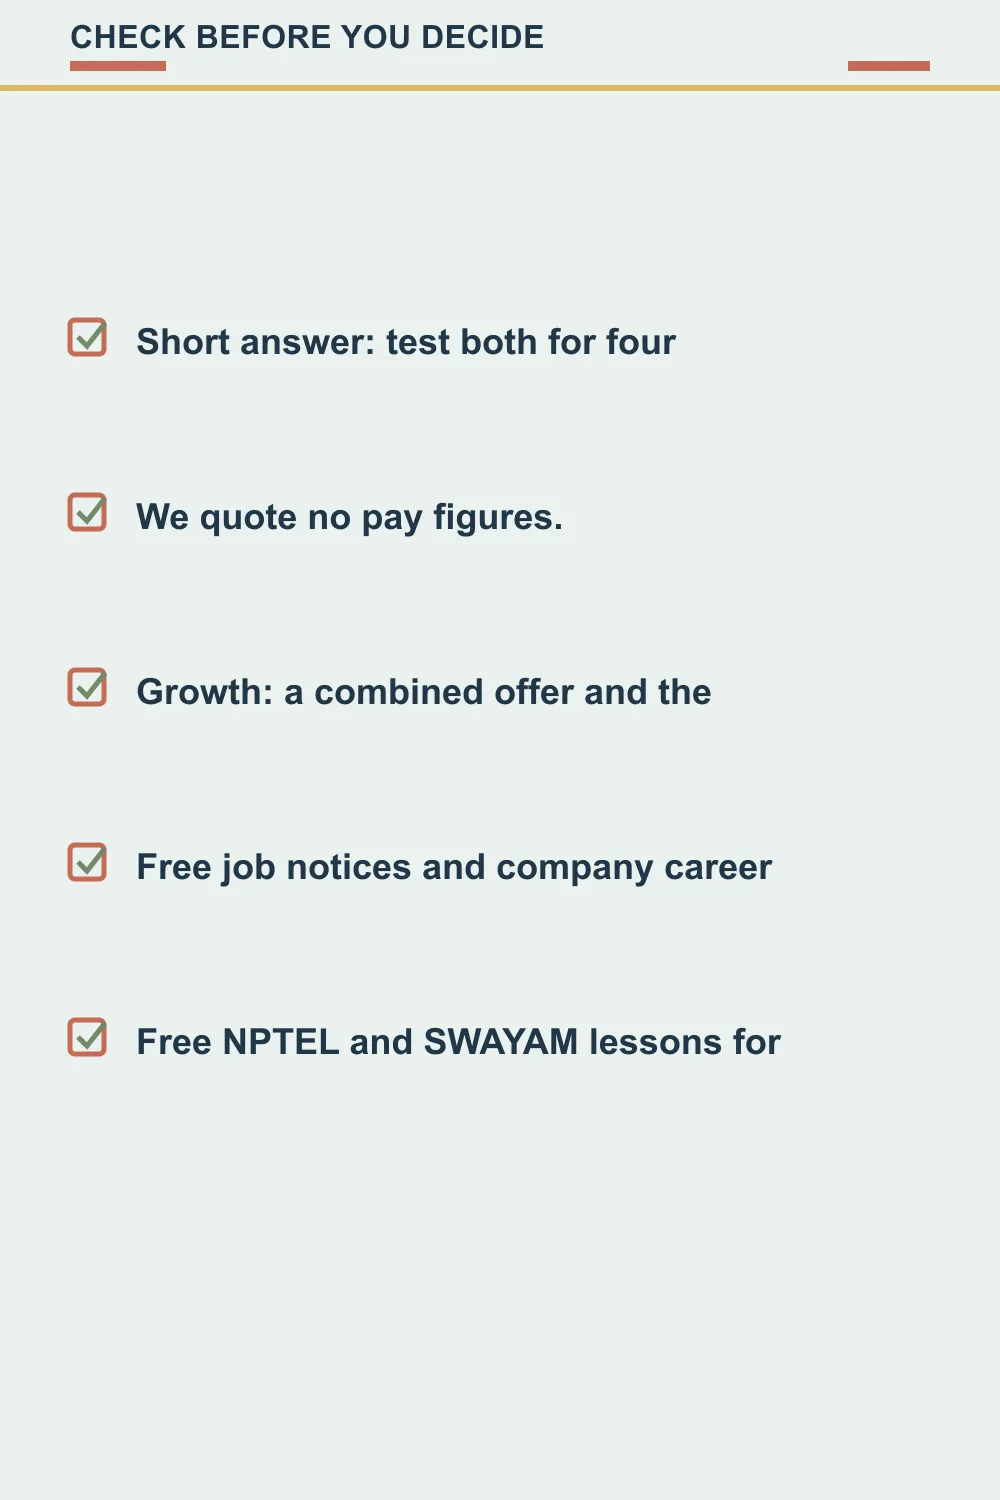 CHECK BEFORE YOU DECIDE
Short answer: test both for four
We quote no pay figures.
Growth: a combined offer and the
Free job notices and company career
Free NPTEL and SWAYAM lessons for